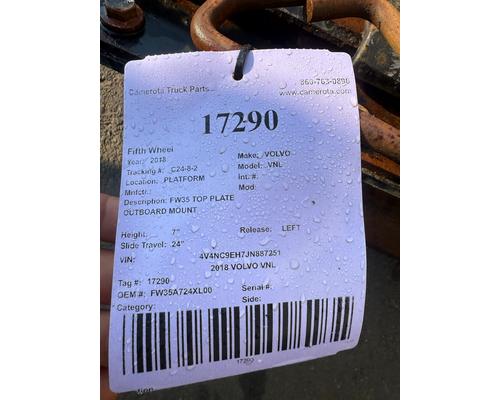 Camerota Truck Parts
860-763-0896
www.camerota.com
17290
Fifth Wheel
Year: 2018
Make: VOLVO
Tracking #: C24-8-2
Model: VNL
Location: PLATFORM
Int.#:
Mnfctr:
Mod:
Description: FW35 TOP PLATE
OUTBOARD MOUNT
Height: 7"
Release: LEFT
Slide Travel: 24"
VIN: 4V4NC9EH7JN887251
2018 VOLVO VNL
Tag #: 17290
OEM #: FW35A724XL00
Serial #:
Category:
Side:
17290